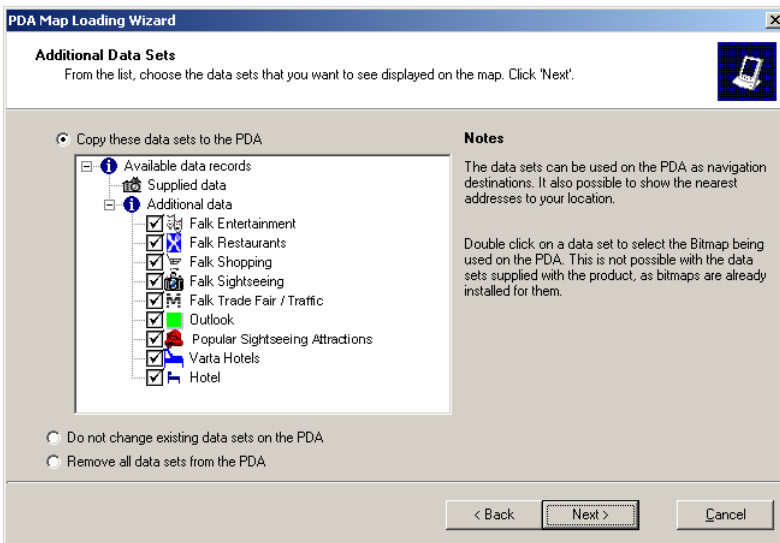 PDA Map Loading Wizard
Additional Data Sets
From the list, choose the data sets that you want to see displayed on the map. Click 'Next'.
Copy these data sets to the PDA
Available data records
Supplied data
Additional data
Falk Entertainment
Falk Restaurants
Falk Shopping
Falk Sightseeing
Falk Trade Fair / Traffic
Outlook
Popular Sightseeing Attractions
Varta Hotels
Hotel
Do not change existing data sets on the PDA
Remove all data sets from the PDA
Notes
The data sets can be used on the PDA as navigation
destinations. It also possible to show the nearest
addresses to your location.
Double click on a data set to select the Bitmap being
used on the PDA. This is not possible with the data
sets supplied with the product, as bitmaps are already
installed for them.
< Back
Next >
Cancel